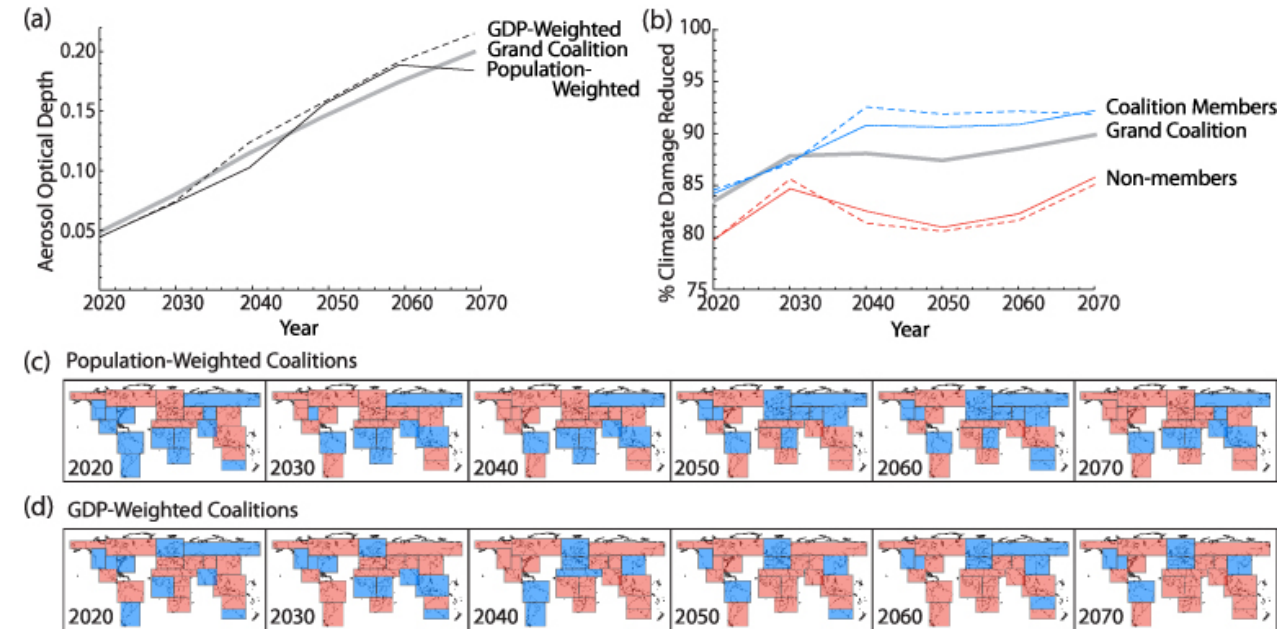 (a)
GDP-Weighted
Grand Coalition
Population-
Weighted
0.20
0.15
0.10
0.05
Aerosol Optical Depth
2020 2030 2040 2050 2060 2070
Year
(b)
100
95
90
85
80
75
% Climate Damage Reduced
Coalition Members
Grand Coalition
Non-members
2020 2030 2040 2050 2060 2070
Year
(c) Population-Weighted Coalitions
2020 2030 2040 2050 2060 2070
(d) GDP-Weighted Coalitions
2020 2030 2040 2050 2060 2070